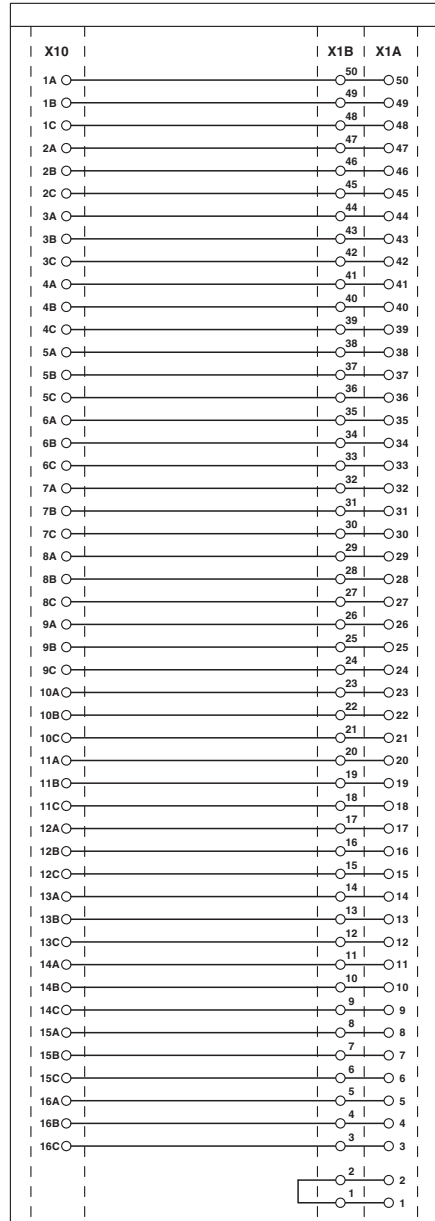 X10 X1B X1A
1A 50 50
1B 49 49
1C 48 48
2A 47 47
2B 46 46
2C 45 45
3A 44 44
3B 43 43
3C 42 42
4A 41 41
4B 40 40
4C 39 39
5A 38 38
5B 37 37
5C 36 36
6A 35 35
6B 34 34
6C 33 33
7A 32 32
7B 31 31
7C 30 30
8A 29 29
8B 28 28
8C 27 27
9A 26 26
9B 25 25
9C 24 24
10A 23 23
10B 22 22
10C 21 21
11A 20 20
11B 19 19
11C 18 18
12A 17 17
12B 16 16
12C 15 15
13A 14 14
13B 13 13
13C 12 12
14A 11 11
14B 10 10
14C 9 9
15A 8 8
15B 7 7
15C 6 6
16A 5 5
16B 4 4
16C 3 3
2 2
1 1